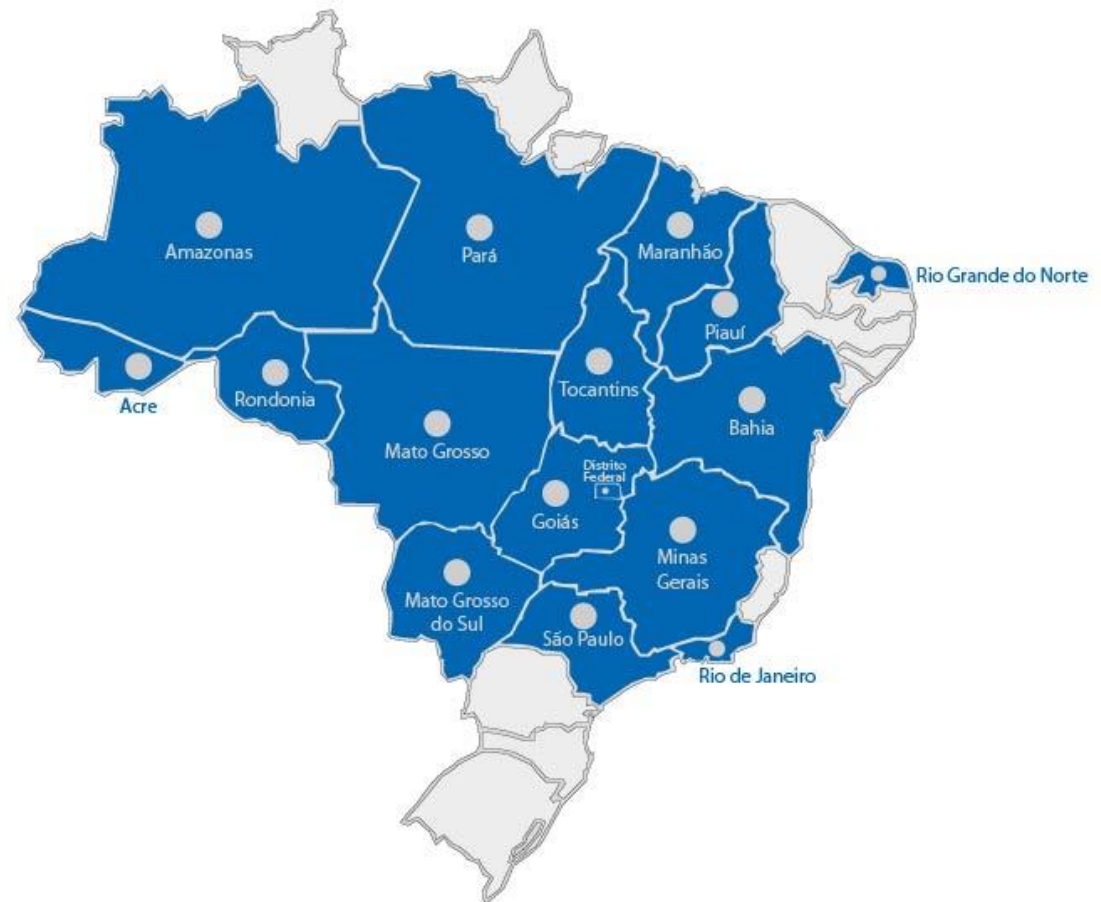 Amazonas
Pará
Maranhão
Rio Grande do Norte
Piauí
Acre
Rondonia
Tocantins
Mato Grosso
Bahia
Distrito
Federal
Goiás
Minas
Gerais
Mato Grosso
do Sul
São Paulo
Rio de Janeiro